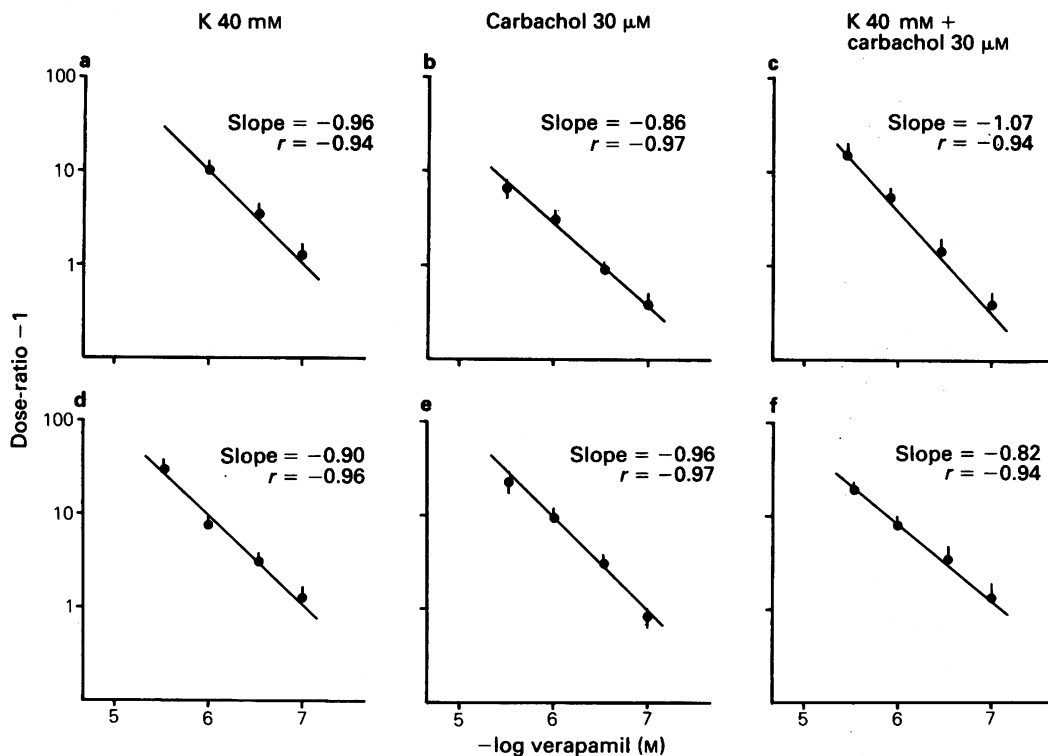 K 40 mM
Carbachol 30 μM
K 40 mM +
carbachol 30 μM
a
b
c
100
10
1
Slope = −0.96
r = −0.94
Slope = −0.86
r = −0.97
Slope = −1.07
r = −0.94
Dose-ratio −1
d
e
f
100
10
1
Slope = −0.90
r = −0.96
Slope = −0.96
r = −0.97
Slope = −0.82
r = −0.94
5 6 7
5 6 7
5 6 7
−log verapamil (M)